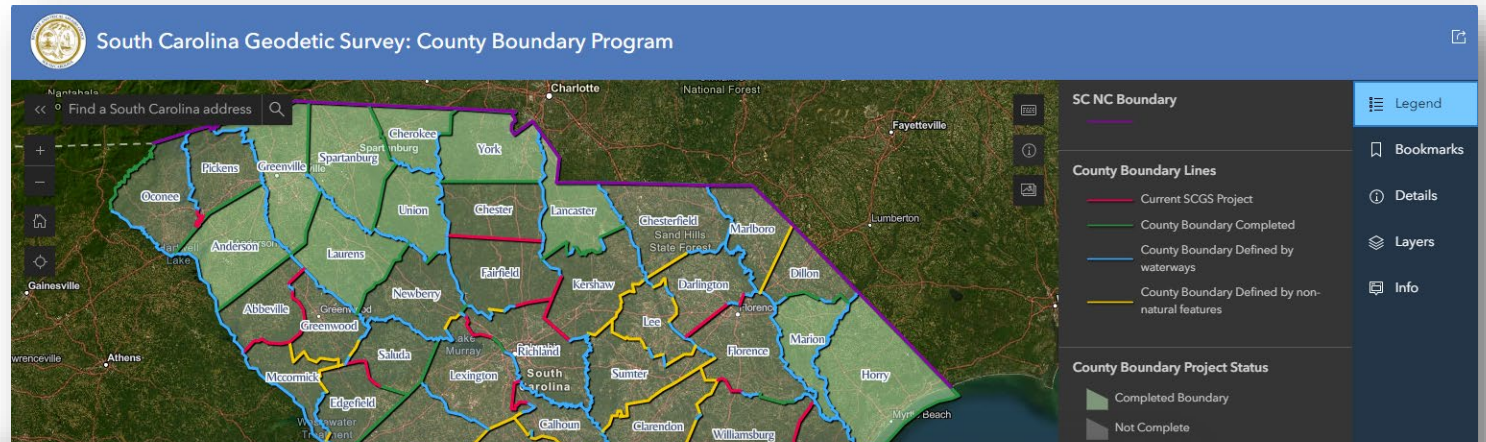 South Carolina Geodetic Survey: County Boundary Program
Find a South Carolina address
Nantahala
Charlotte
National Forest
Fayetteville
Cherokee
Spartanburg
York
Pickens
Greenville
Spartanburg
Oconee
Union
Chester
Lancaster
Chesterfield
Sand Hills
State Forest
Marlboro
Lumberton
Anderson
Laurens
Lake
Fairfield
Kershaw
Darlington
Dillon
Gainesville
Newberry
Abbeville
Greenwood
Lee
Marion
Athens
Saluda
Lake
Murray
Richland
Florence
Mccormick
Lexington
South
Carolina
Sumter
Horry
Edgefield
Calhoun
Clarendon
Williamsburg
Beach
SC NC Boundary
County Boundary Lines
Current SCGS Project
County Boundary Completed
County Boundary Defined by
waterways
County Boundary Defined by non-
natural features
County Boundary Project Status
Completed Boundary
Not Complete
Legend
Bookmarks
Details
Layers
Info